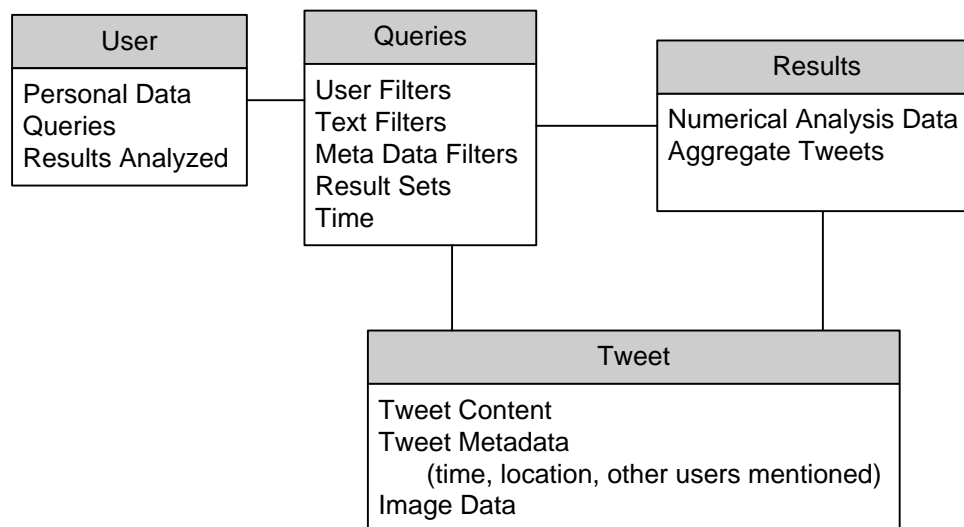 User
Personal Data
Queries
Results Analyzed
Queries
User Filters
Text Filters
Meta Data Filters
Result Sets
Time
Results
Numerical Analysis Data
Aggregate Tweets
Tweet
Tweet Content
Tweet Metadata
(time, location, other users mentioned)
Image Data